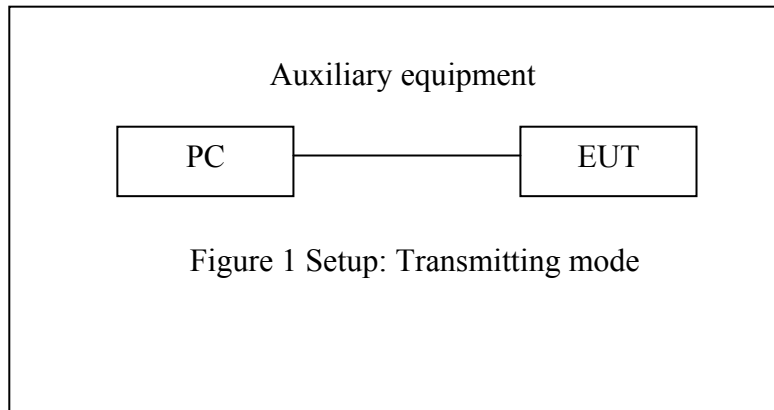 Auxiliary equipment
PC
EUT
Figure 1 Setup: Transmitting mode